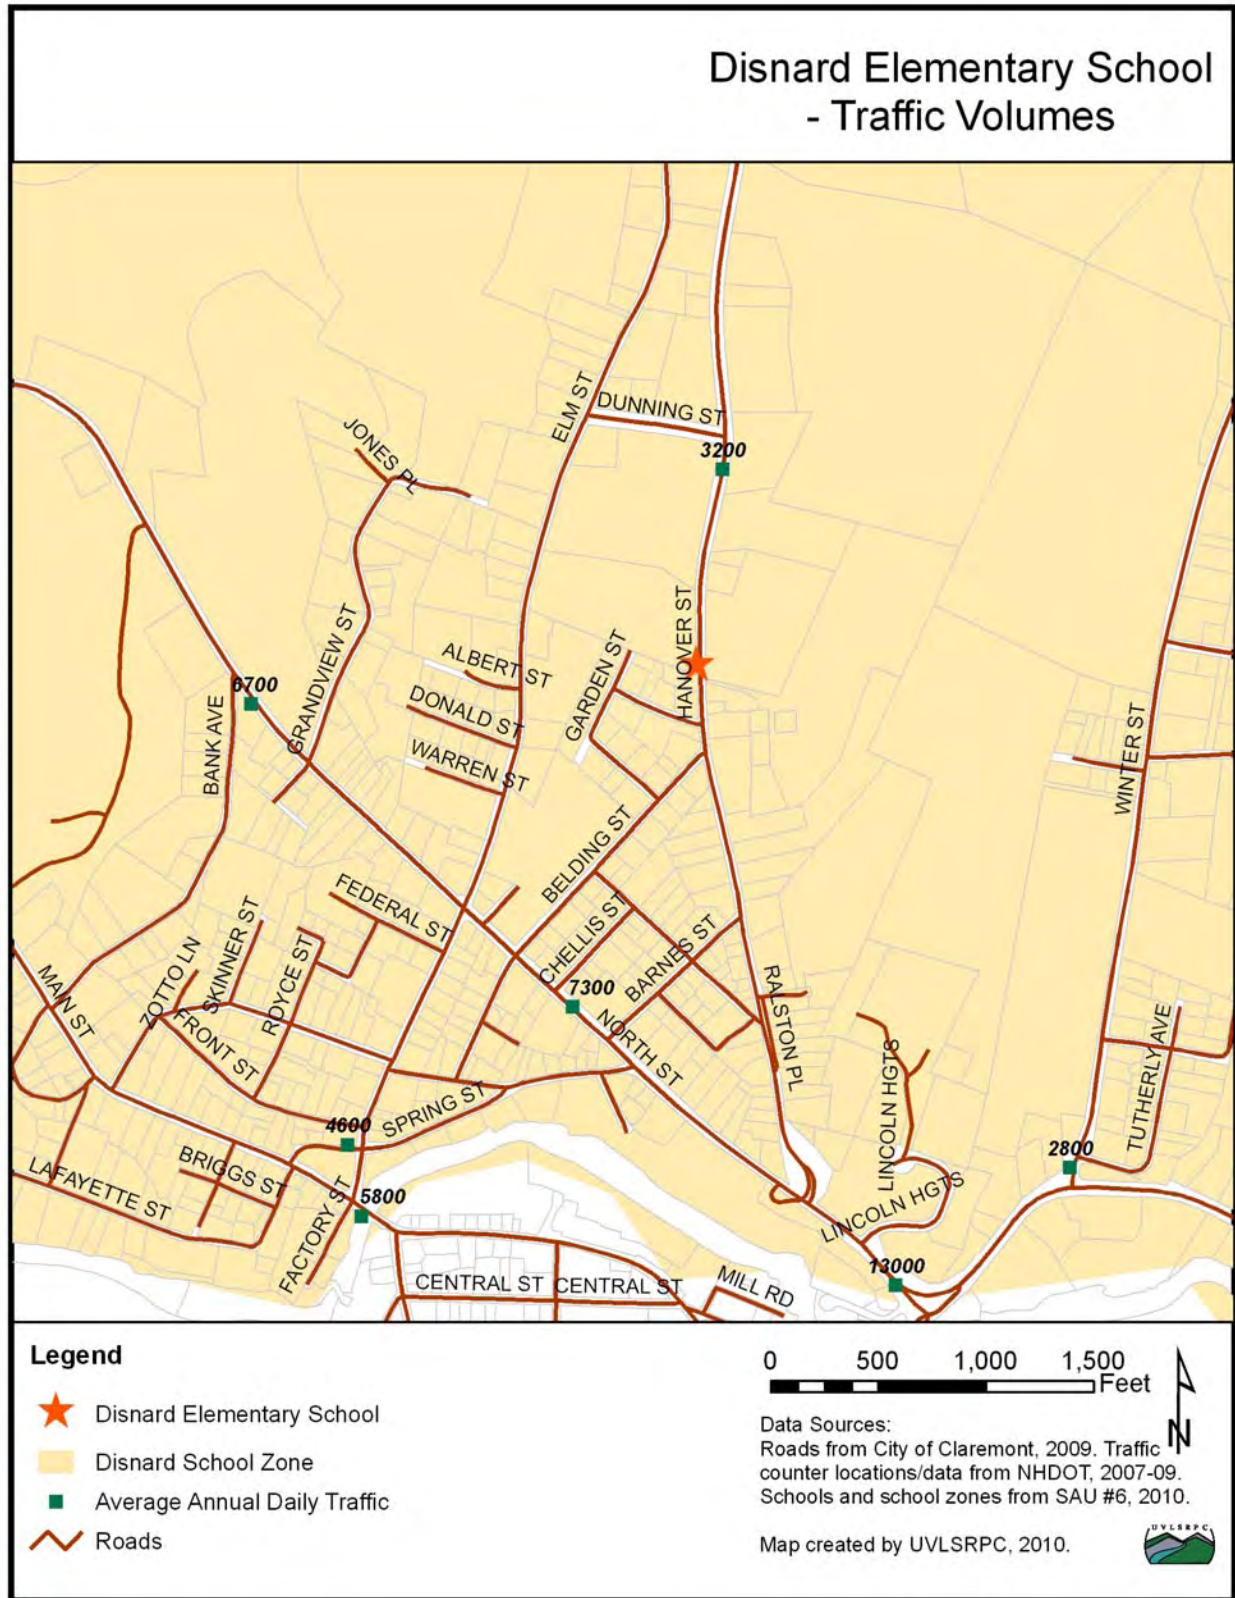 Disnard Elementary School
- Traffic Volumes
ELM ST
DUNNING ST
3200
JONES PL
HANOVER ST
GRANDVIEW ST
ALBERT ST
GARDEN ST
DONALD ST
WARREN ST
6700
BANK AVE
WINTER ST
BELDING ST
FEDERAL ST
CHELLIS ST
BARNES ST
SKINNER ST
ZOTTO LN
ROYCE ST
MAIN ST
FRONT ST
7300
NORTH ST
RALSTON PL
LINCOLN HGTS
TUTHERLY AVE
SPRING ST
4600
2800
BRIGGS ST
LAFAYETTE ST
5800
FACTORY ST
LINCOLN HGTS
13000
CENTRAL ST
CENTRAL ST
MILL RD
Legend
Disnard Elementary School
Disnard School Zone
Average Annual Daily Traffic
Roads
0 500 1,000 1,500
Feet
N
Data Sources:
Roads from City of Claremont, 2009. Traffic
counter locations/data from NHDOT, 2007-09.
Schools and school zones from SAU #6, 2010.
Map created by UVLSRPC, 2010.
UVLSRPC